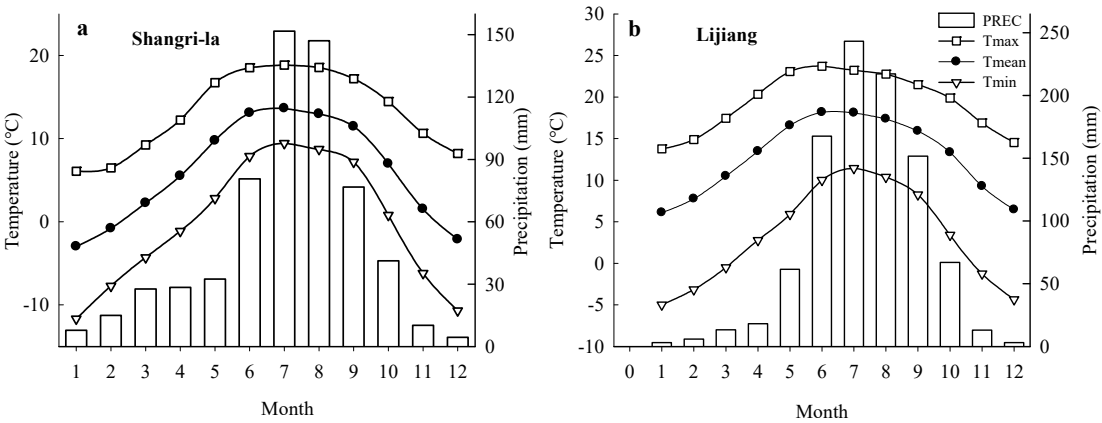 a
Shangri-la
Temperature (°C)
20
10
0
-10
150
120
90
60
30
0
Precipitation (mm)
1 2 3 4 5 6 7 8 9 10 11 12
Month
b
Lijiang
PREC
Tmax
Tmean
Tmin
Temperature (°C)
30
25
20
15
10
5
0
-5
-10
250
200
150
100
50
0
Precipitation (mm)
0 1 2 3 4 5 6 7 8 9 10 11 12
Month